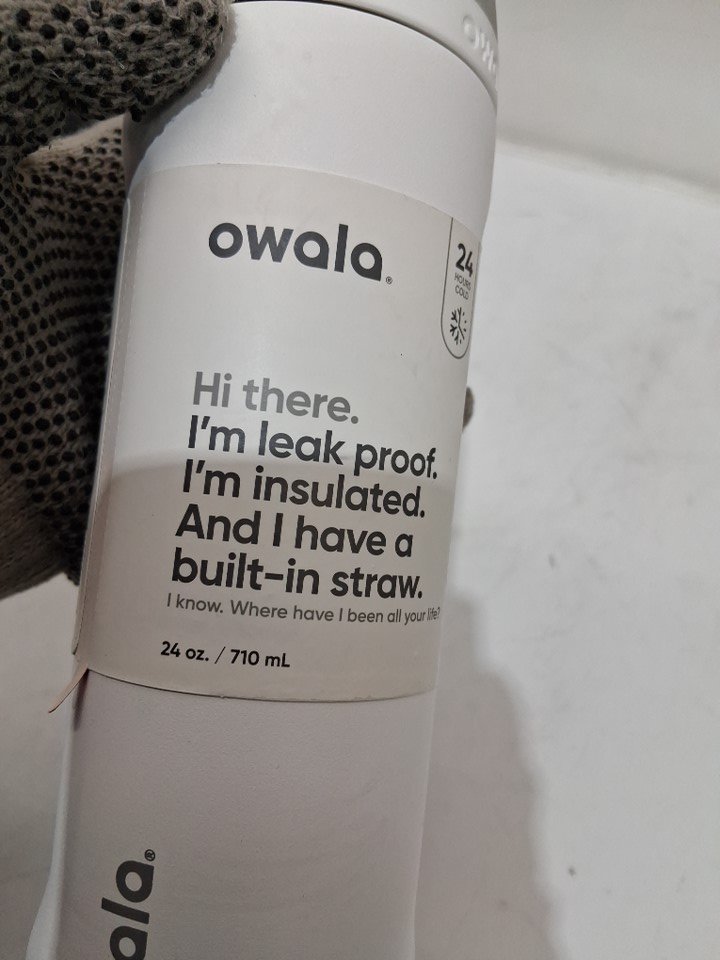 owala®
24
HOURS
COLD
Hi there.
I'm leak proof.
I'm insulated.
And I have a
built-in straw.
I know. Where have I been all your life?
24 oz. / 710 mL
ala®